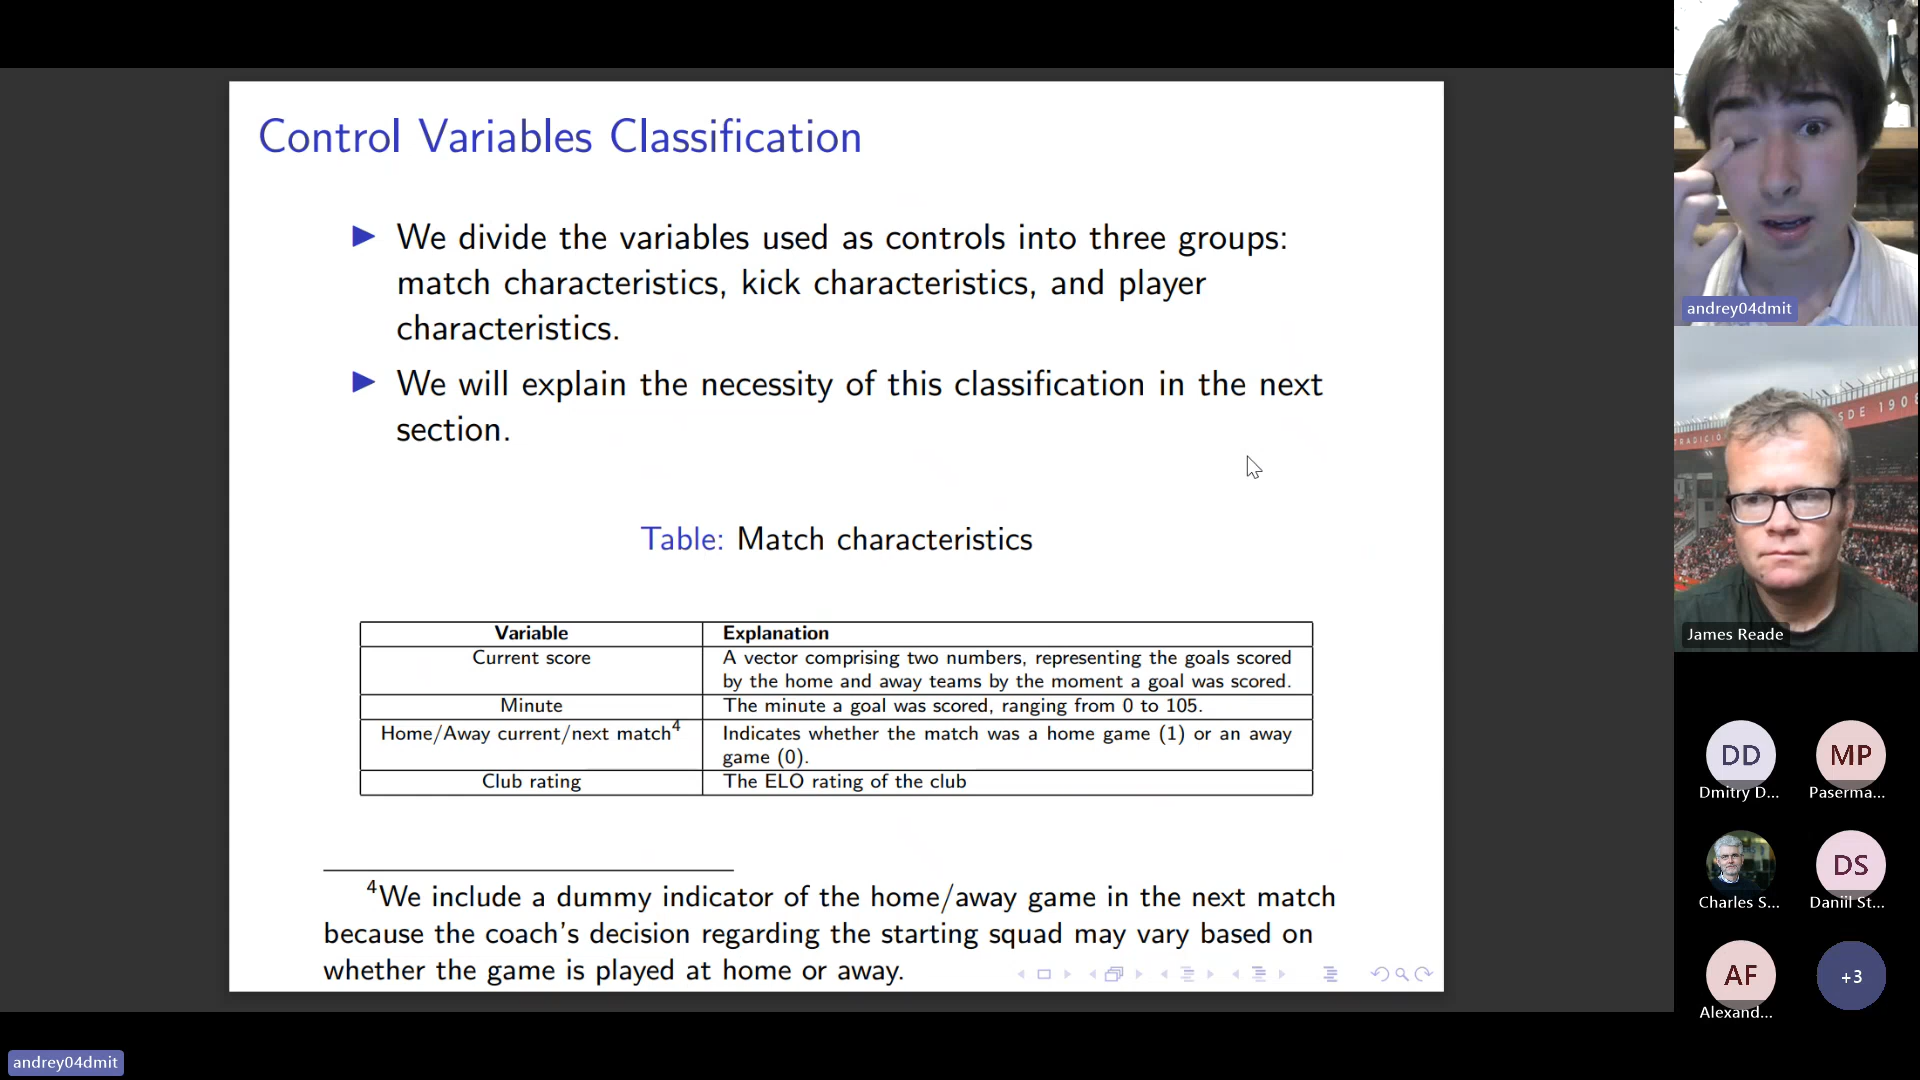 Control Variables Classification
We divide the variables used as controls into three groups:
match characteristics, kick characteristics, and player
characteristics.
We will explain the necessity of this classification in the next
section.
Table: Match characteristics
Variable Explanation
Current score A vector comprising two numbers, representing the goals scored
by the home and away teams by the moment a goal was scored.
Minute The minute a goal was scored, ranging from 0 to 105.
Home/Away current/next match4 Indicates whether the match was a home game (1) or an away
game (0).
Club rating The ELO rating of the club
4We include a dummy indicator of the home/away game in the next match
because the coach's decision regarding the starting squad may vary based on
whether the game is played at home or away.
andrey04dmit
SDE 1908
TRADICIO
James Reade
DD
MP
Dmitry D...
Paserma...
DS
Charles S...
Daniil St...
AF
+3
Alexand...
andrey04dmit